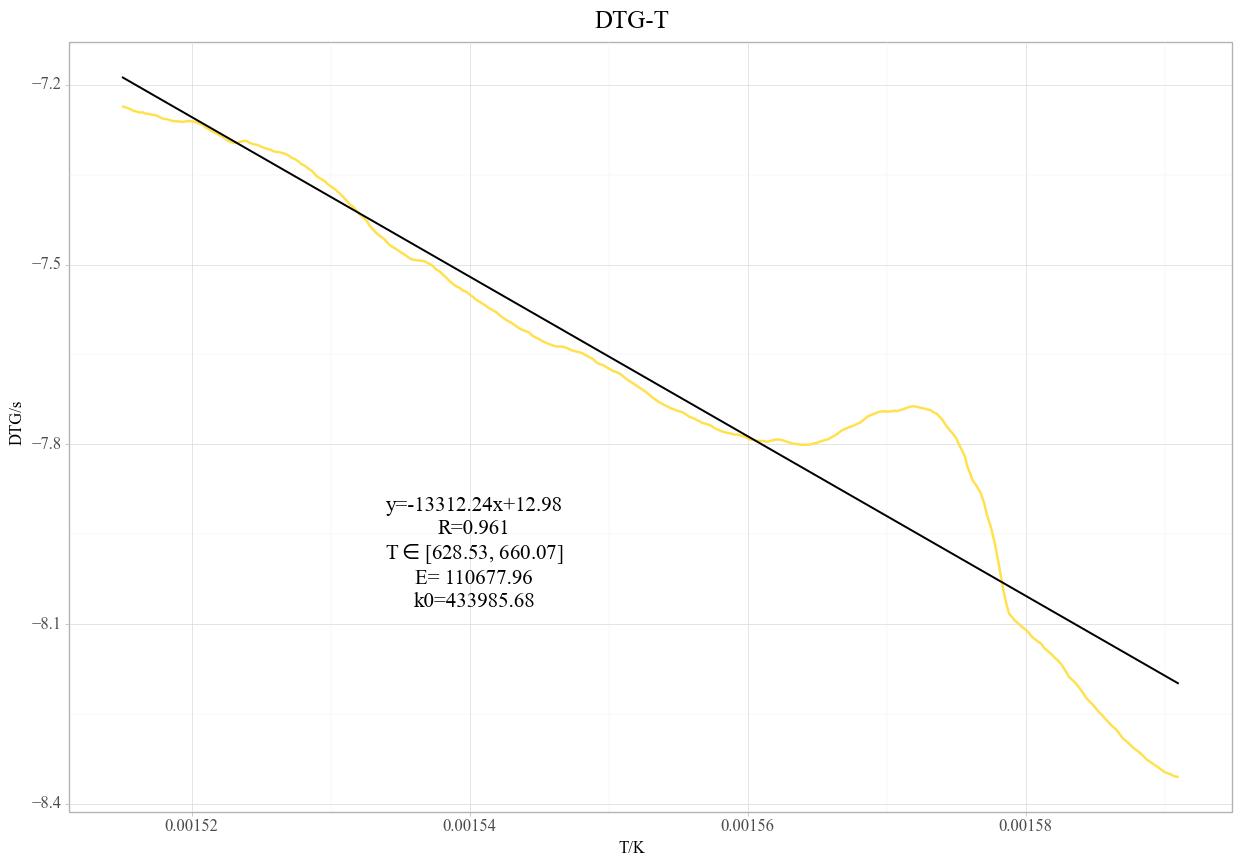 DTG-T
−7.2
−7.5
−7.8
−8.1
−8.4
DTG/s
y=-13312.24x+12.98
R=0.961
T ∈ [628.53, 660.07]
E= 110677.96
k0=433985.68
0.00152
0.00154
0.00156
0.00158
T/K